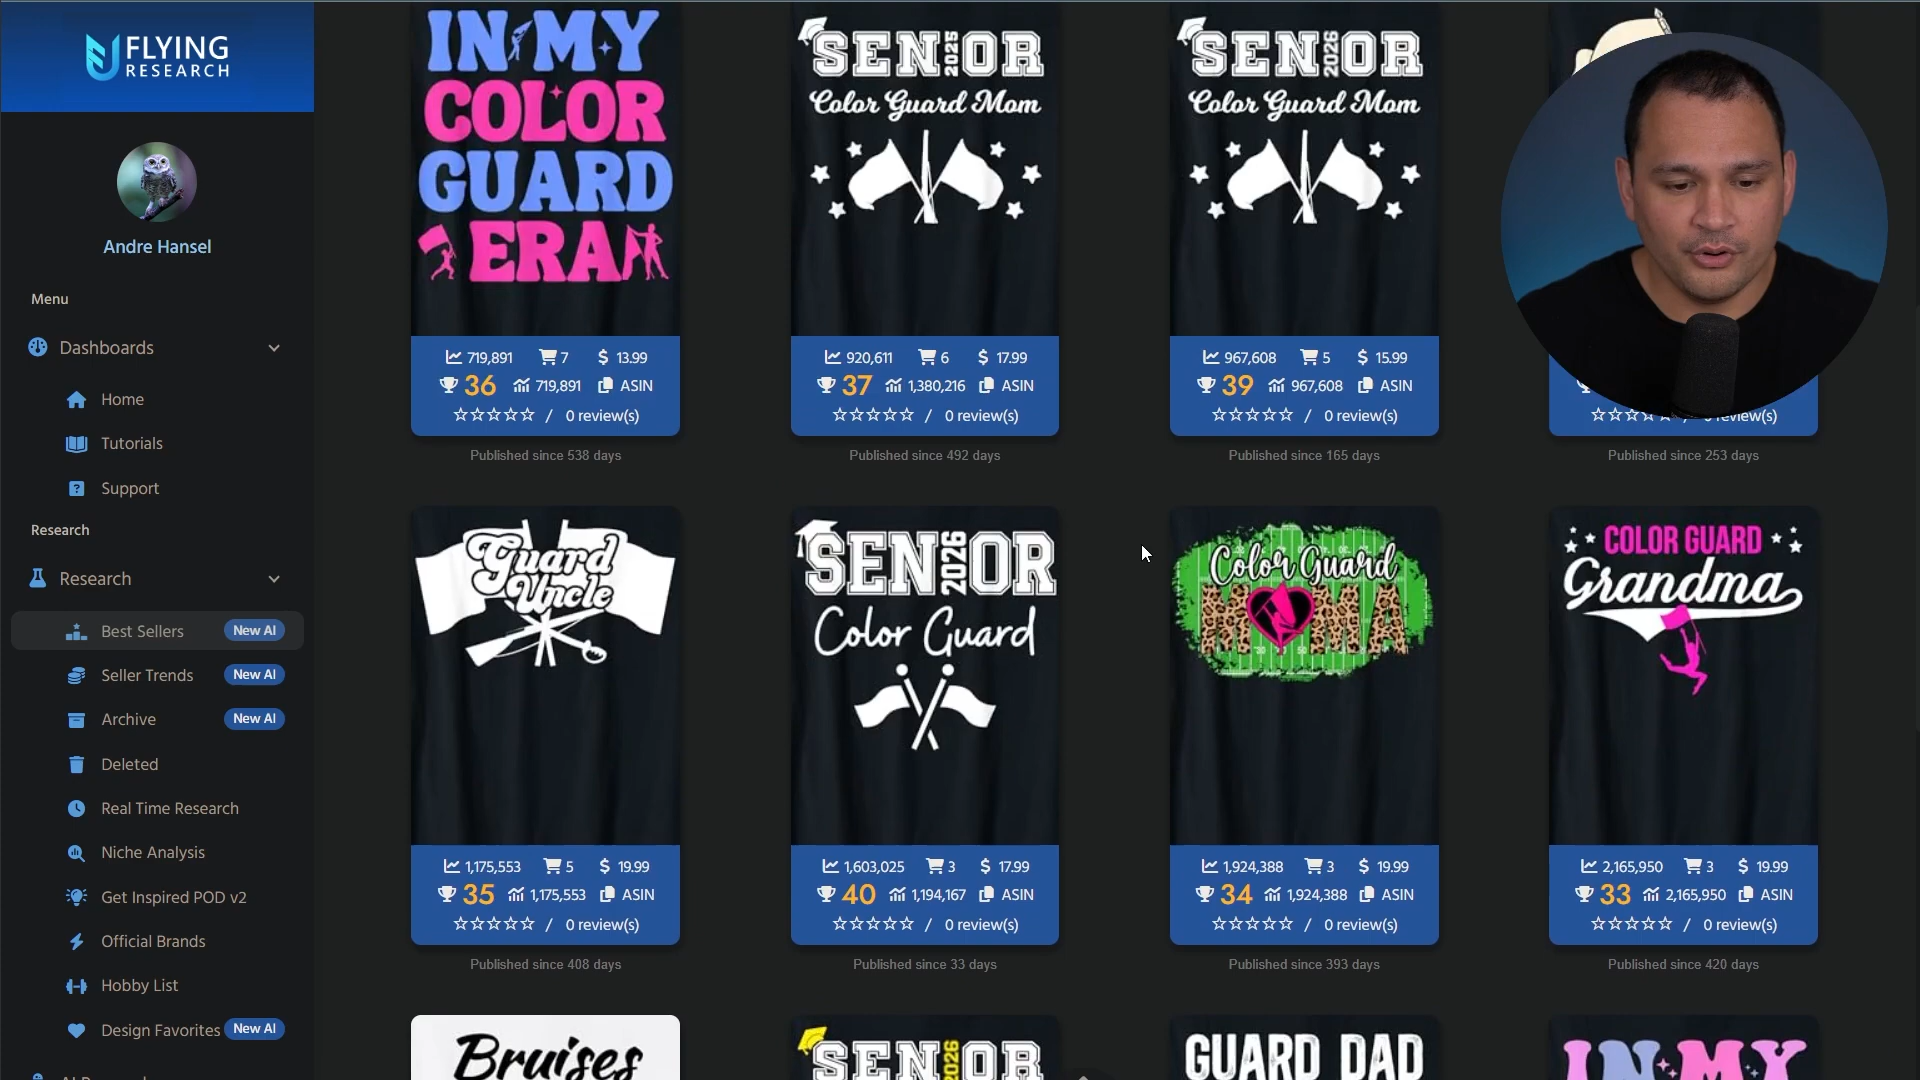 FLYING
RESEARCH
Andre Hansel
Menu
Dashboards
Home
Tutorials
Support
Research
Research
Best Sellers New AI
Seller Trends New AI
Archive New AI
Deleted
Real Time Research
Niche Analysis
Get Inspired POD v2
Official Brands
Hobby List
Design Favorites New AI
IN MY
COLOR
GUARD
ERA
719,891 7 $ 13.99
36 719,891 ASIN
/ 0 review(s)
Published since 538 days
SENIOR 2025
Color Guard Mom
920,611 6 $ 17.99
37 1,380,216 ASIN
/ 0 review(s)
Published since 492 days
SENIOR 2026
Color Guard Mom
967,608 5 $ 15.99
39 967,608 ASIN
/ 0 review(s)
Published since 165 days
Published since 253 days
Guard
Uncle
1,175,553 5 $ 19.99
35 1,175,553 ASIN
/ 0 review(s)
Published since 408 days
SENIOR 2026
Color Guard
1,603,025 3 $ 17.99
40 1,194,167 ASIN
/ 0 review(s)
Published since 33 days
Color Guard
MAMA
1,924,388 3 $ 19.99
34 1,924,388 ASIN
/ 0 review(s)
Published since 393 days
COLOR GUARD
Grandma
2,165,950 3 $ 19.99
33 2,165,950 ASIN
/ 0 review(s)
Published since 420 days
Bruises
SENIOR 2026
GUARD DAD
IN MY